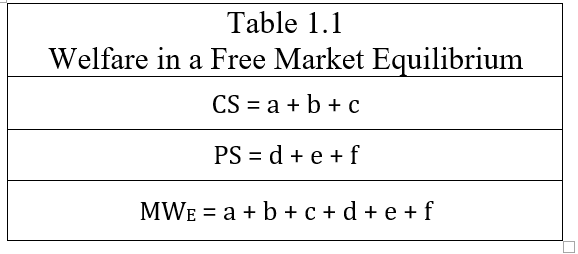 Table 1.1
Welfare in a Free Market Equilibrium
CS = a + b + c
PS = d + e + f
MWE = a + b + c + d + e + f